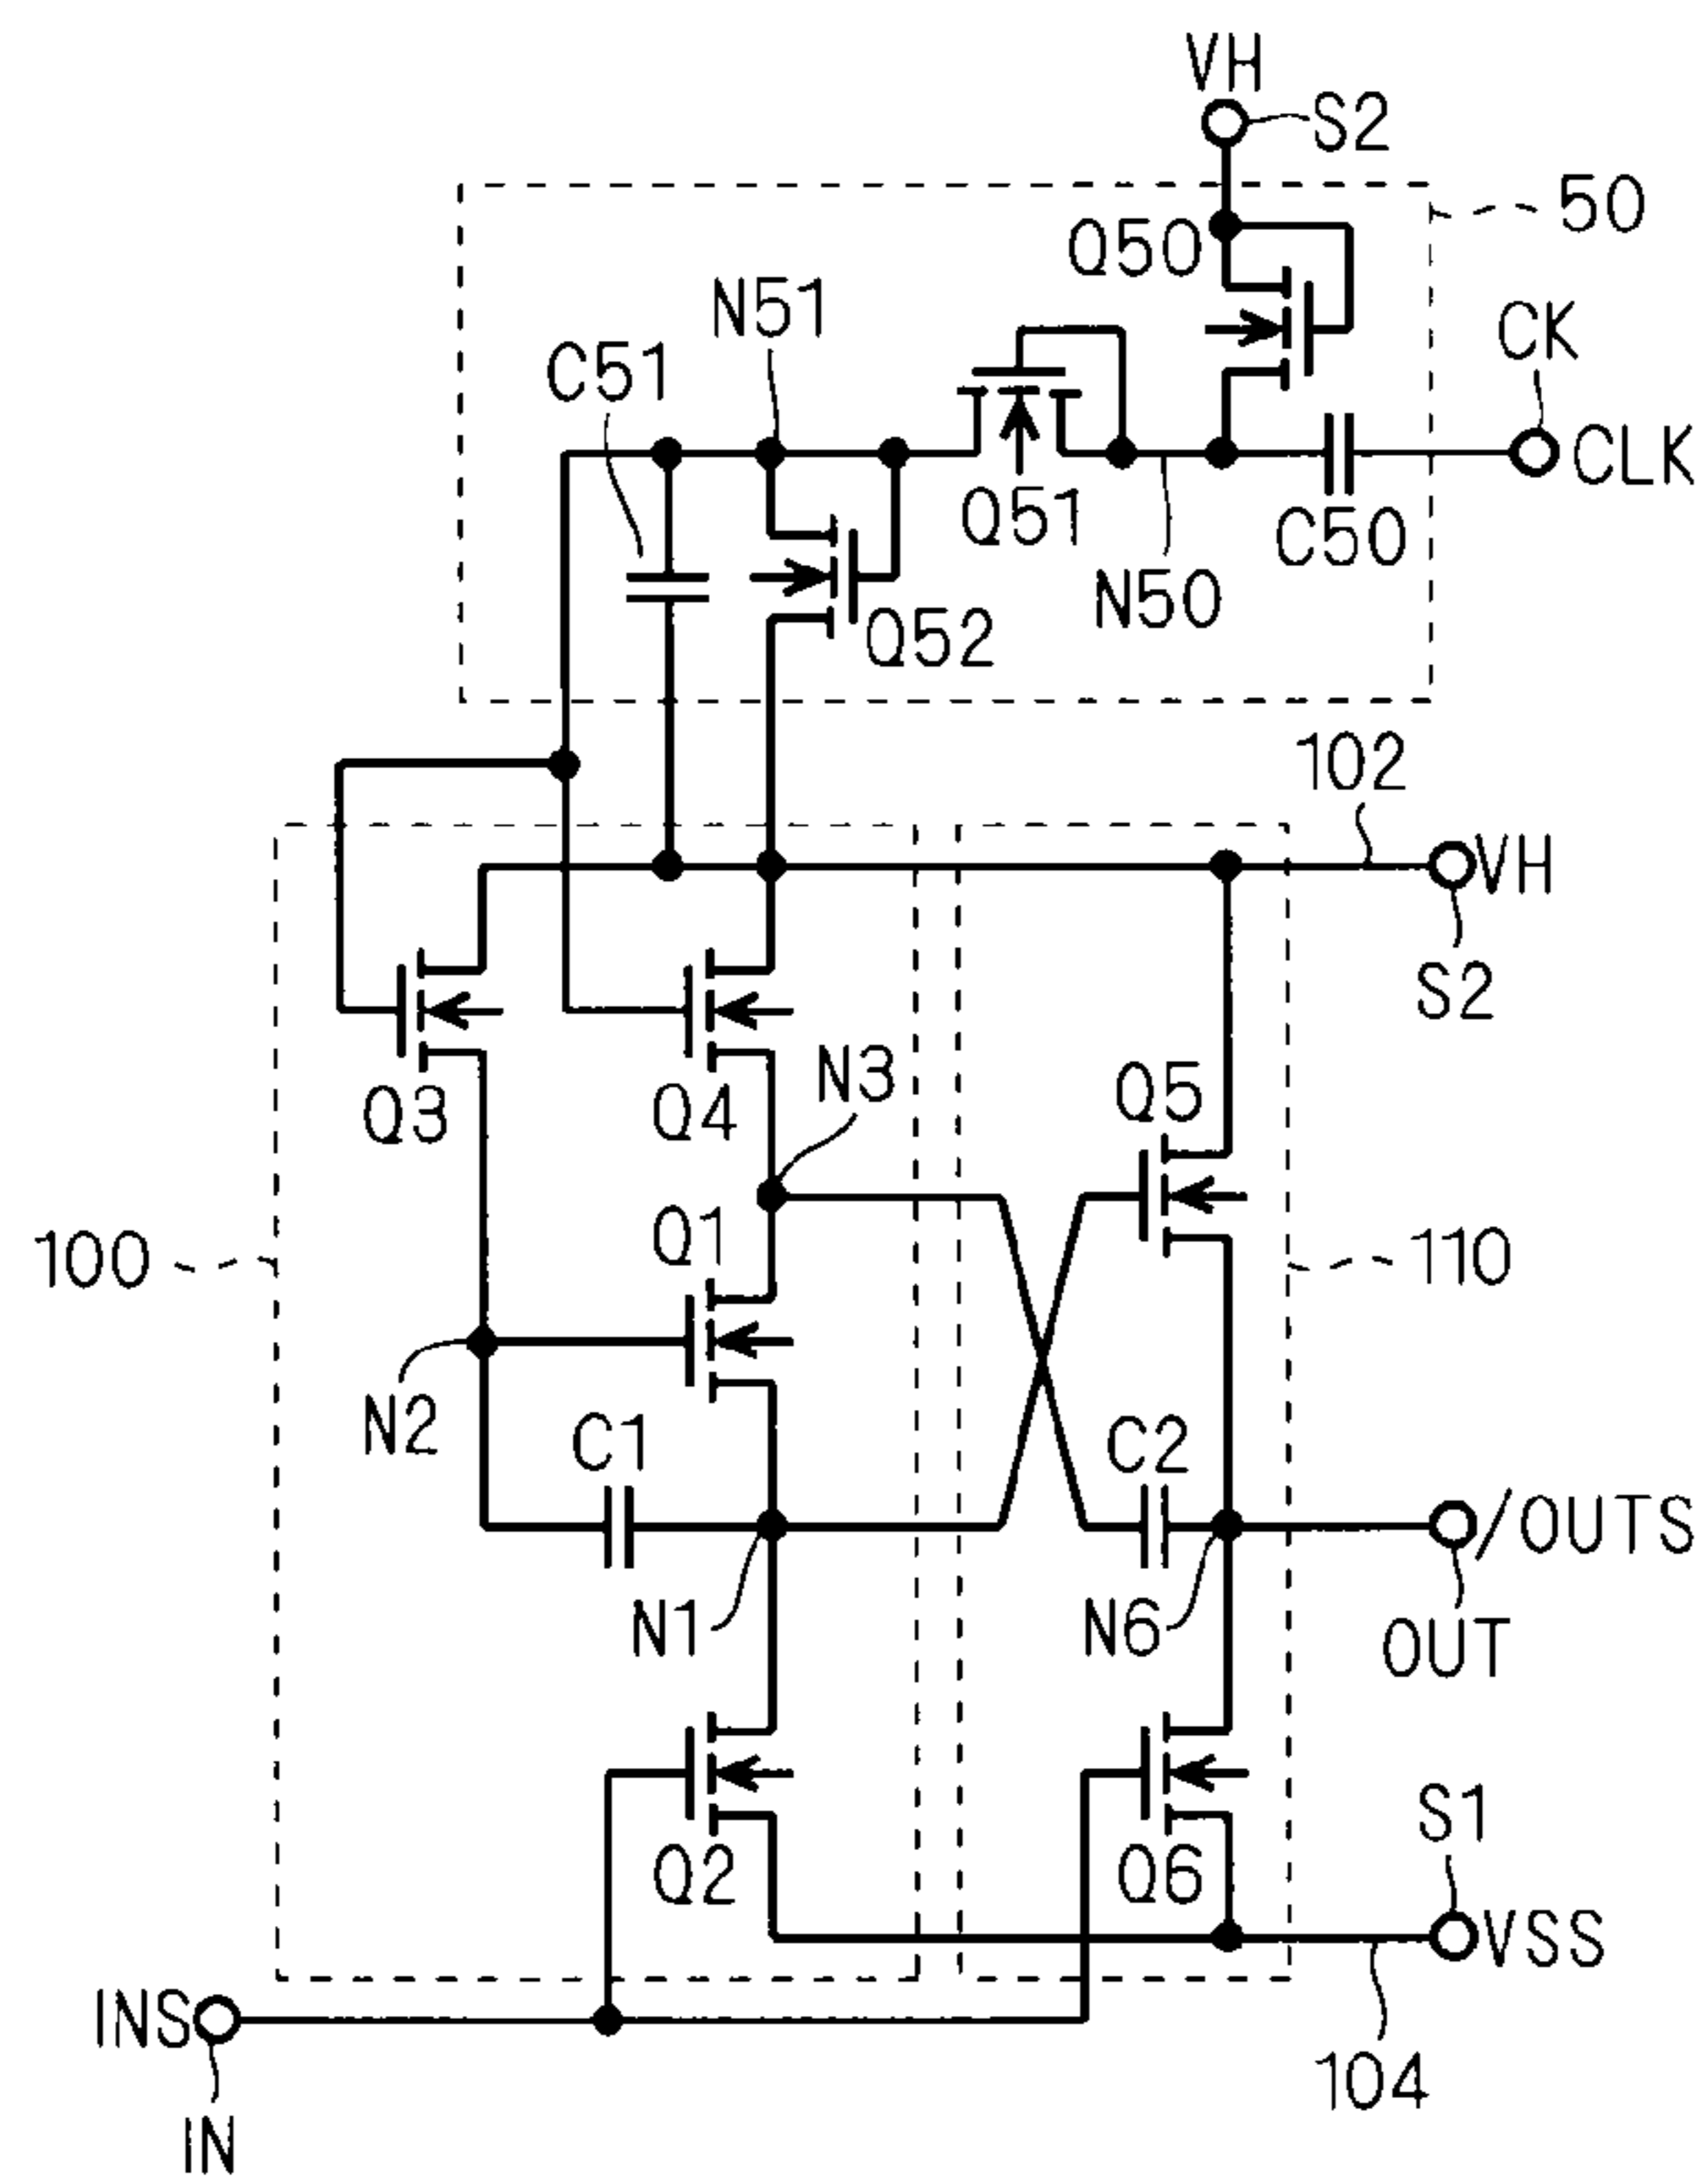 VH
S2
50
Q50
N51
CK
C51
CLK
Q51
C50
N50
Q52
102
VH
S2
N3
Q5
Q3
Q4
Q1
100
110
N2
C1
C2
/OUTS
N1
N6
OUT
S1
Q2
Q6
VSS
INS
104
IN